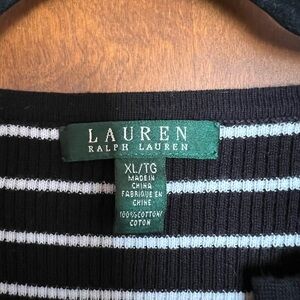 LAUREN
RALPH LAUREN
XL/TG
MADE IN
CHINA
FABRIQUE EN
CHINE
100% COTTON/
COTON